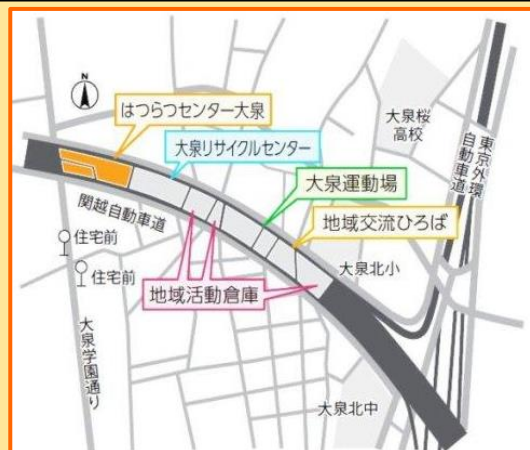 N
はつらつセンター大泉
大泉リサイクルセンター
大泉桜
高校
東京外環
自動車道
大泉運動場
関越自動車道
地域交流ひろば
住宅前
大泉北小
住宅前
地域活動倉庫
大泉学園通り
大泉北中